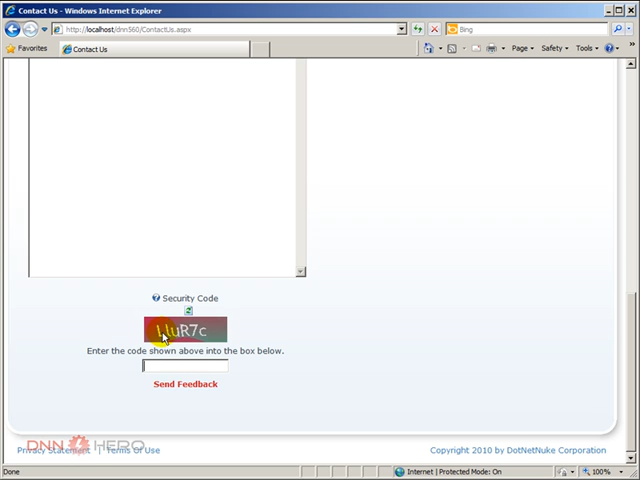 Contact Us - Windows Internet Explorer
http://localhost/dnn560/ContactUs.aspx
Bing
Favorites
Contact Us
Page
Safety
Tools
Security Code
Enter the code shown above into the box below.
Send Feedback
DNN HERO
Privacy Statement | Terms Of Use
Copyright 2010 by DotNetNuke Corporation
Done
Internet | Protected Mode: On
100%